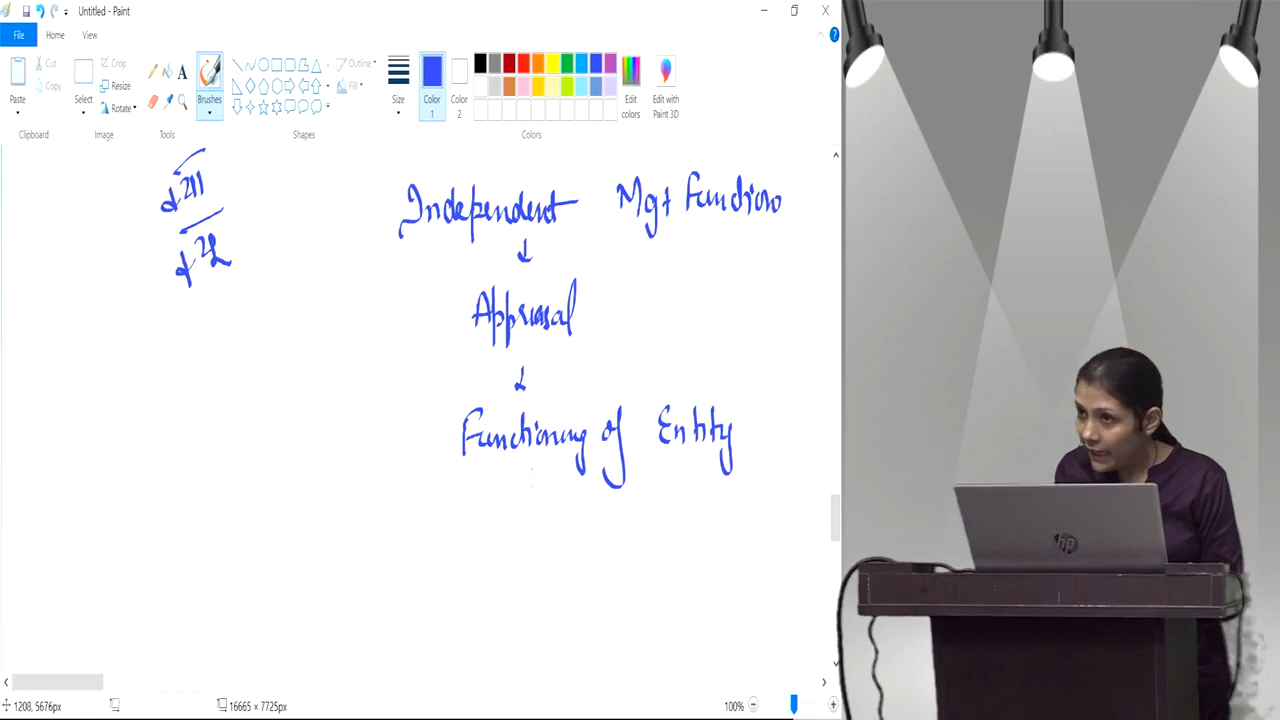 Untitled - Paint
File Home View
Paste
Cut
Copy
Clipboard
Select
Crop
Resize
Rotate
Image
Tools
Brushes
Shapes
Outline
Fill
Size
Color 1
Color 2
Edit colors
Edit with Paint 3D
Colors
Independent Mgt Functions
Appraisal
Functioning of Entity
hp
1208, 5676px
16665 × 7725px
100%